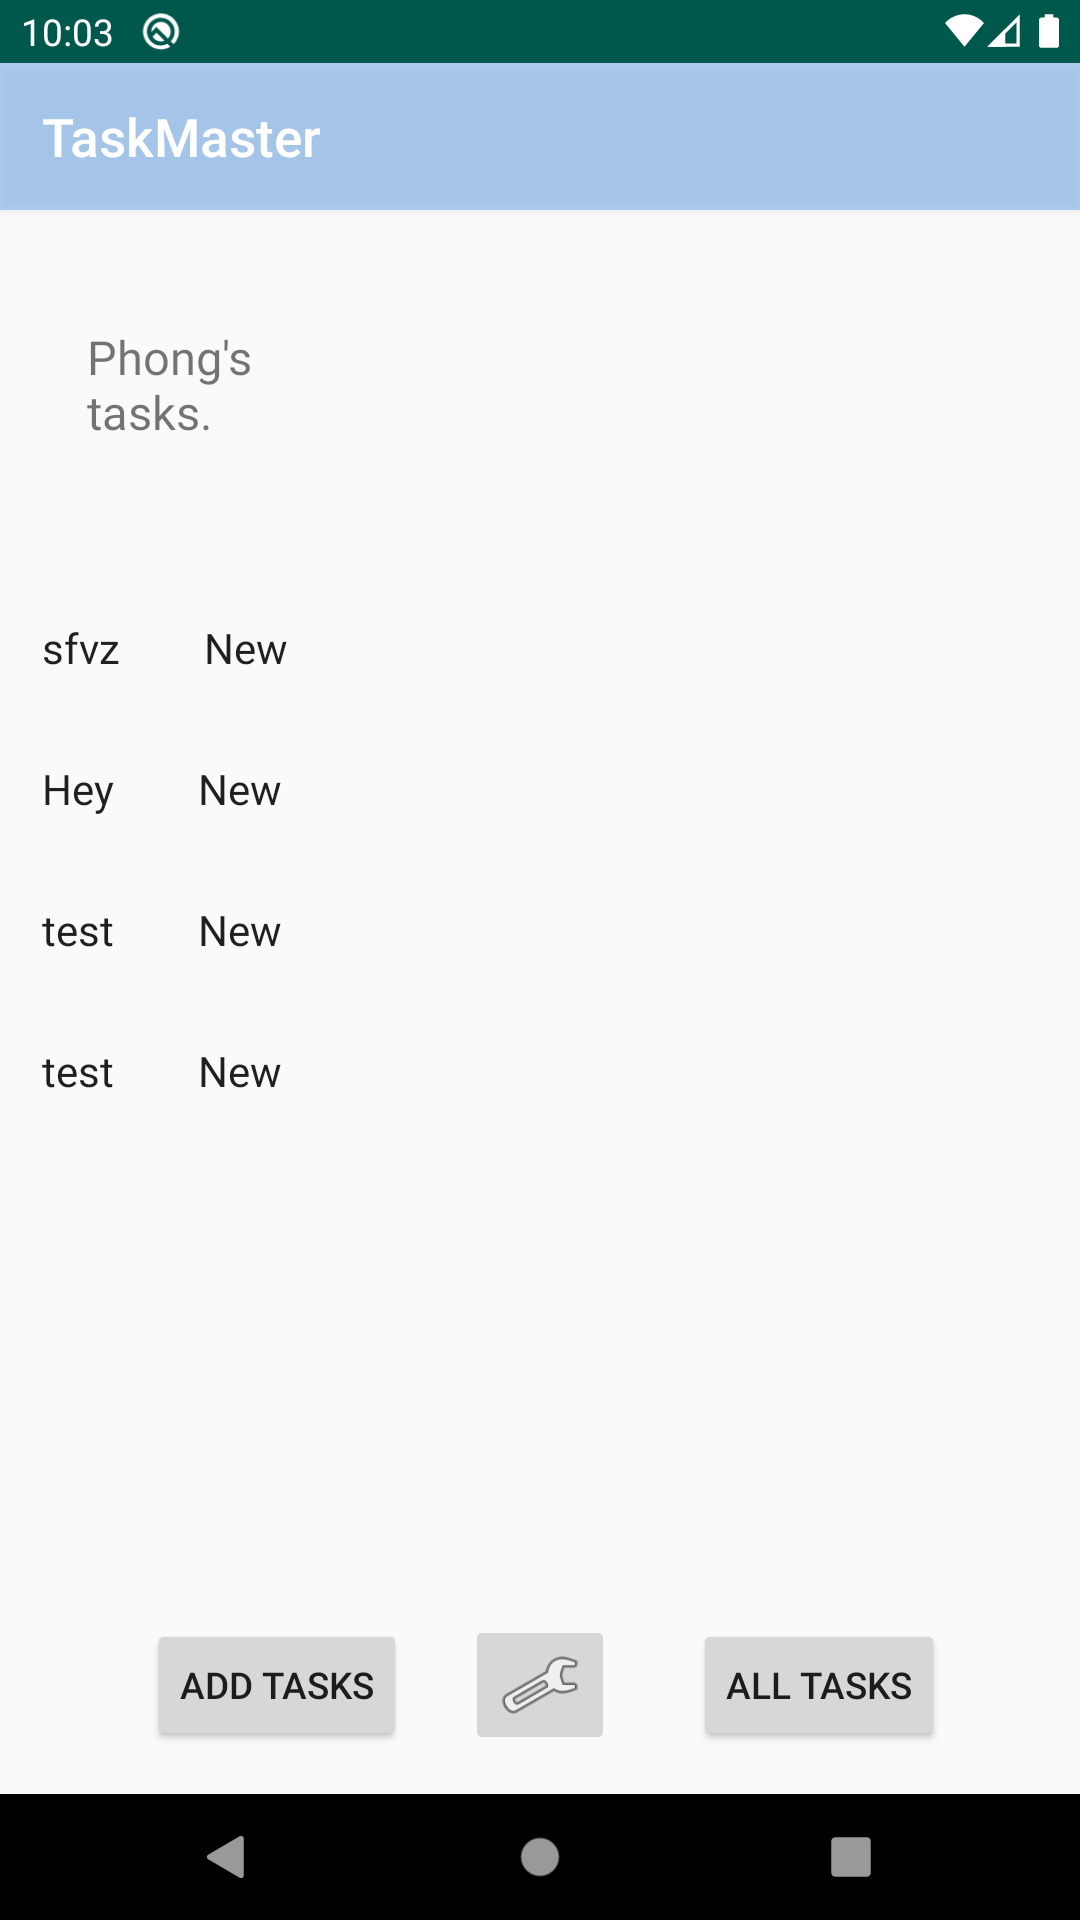 10:03
TaskMaster
Phong's
tasks.
sfvz New
Hey New
test New
test New
ADD TASKS ALL TASKS